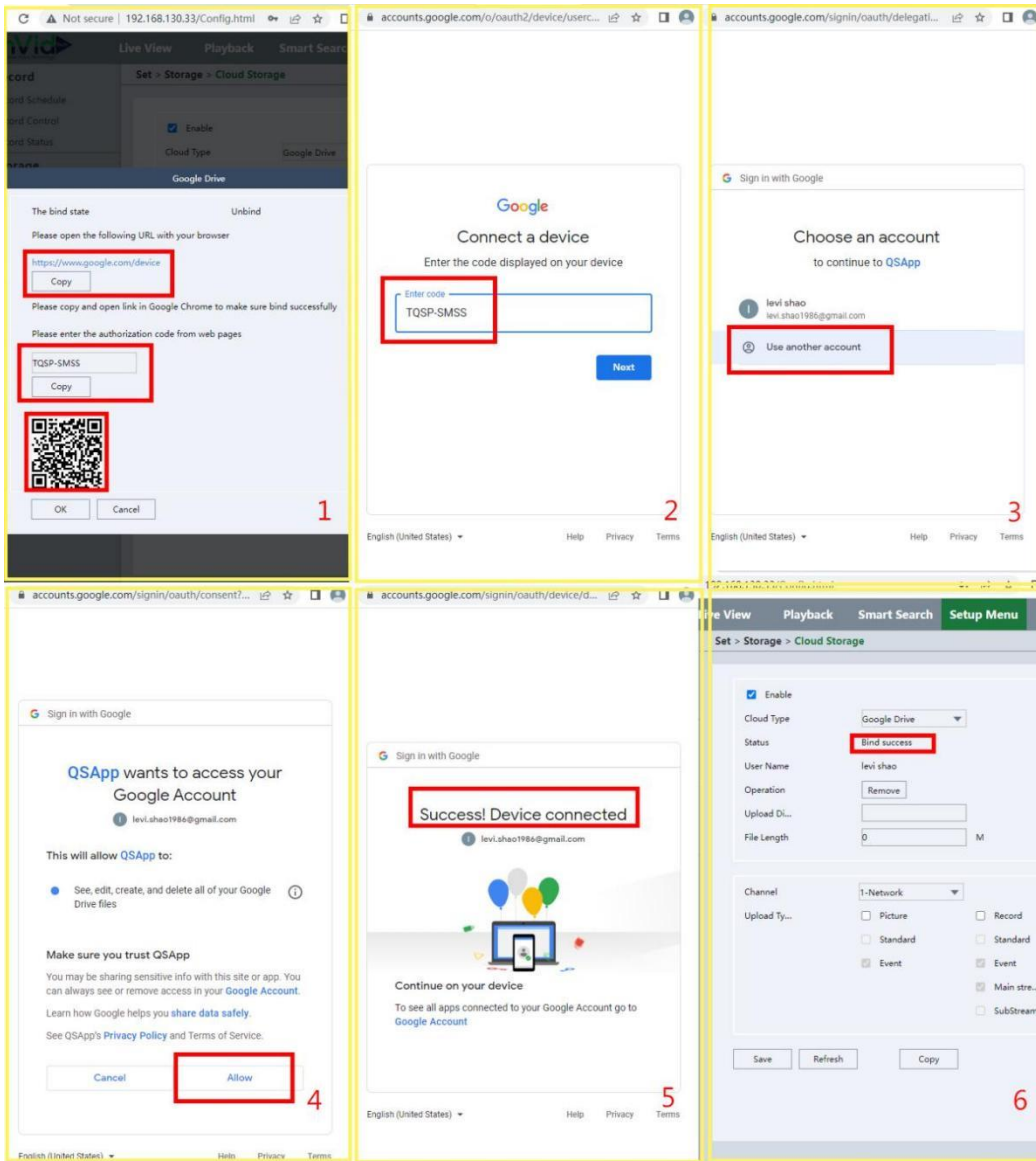 Not secure | 192.168.130.33/Config.html
Live View Playback Smart Searc
Record Schedule
Set > Storage > Cloud Storage
Enable
Cloud Type Google Drive
Google Drive
The bind state Unbind
Please open the following URL with your browser
https://www.google.com/device
Copy
Please copy and open link in Google Chrome to make sure bind successfully
Please enter the authorization code from web pages
TQSP-SMSS
Copy
OK Cancel
1
accounts.google.com/o/oauth2/device/userc...
Google
Connect a device
Enter the code displayed on your device
Enter code
TQSP-SMSS
Next
2
English (United States) Help Privacy Terms
accounts.google.com/signin/oauth/delegati...
Sign in with Google
Choose an account
to continue to QSApp
levi shao
levi.shao1986@gmail.com
Use another account
3
English (United States) Help Privacy Terms
accounts.google.com/signin/oauth/consent?...
Sign in with Google
QSApp wants to access your
Google Account
levi.shao1986@gmail.com
This will allow QSApp to:
See, edit, create, and delete all of your Google
Drive files
Make sure you trust QSApp
You may be sharing sensitive info with this site or app. You
can always see or remove access in your Google Account.
Learn how Google helps you share data safely.
See QSApp's Privacy Policy and Terms of Service.
Cancel Allow
4
English (United States) Help Privacy Terms
accounts.google.com/signin/oauth/device/d...
Sign in with Google
Success! Device connected
levi.shao1986@gmail.com
Continue on your device
To see all apps connected to your Google Account go to
Google Account
5
English (United States) Help Privacy Terms
ive View Playback Smart Search Setup Menu
Set > Storage > Cloud Storage
Enable
Cloud Type Google Drive
Status Bind success
User Name levi shao
Operation Remove
Upload Di...
File Length 0 M
Channel 1-Network
Upload Ty... Picture Record
Standard Standard
Event Event
Main stre...
SubStream
Save Refresh Copy
6